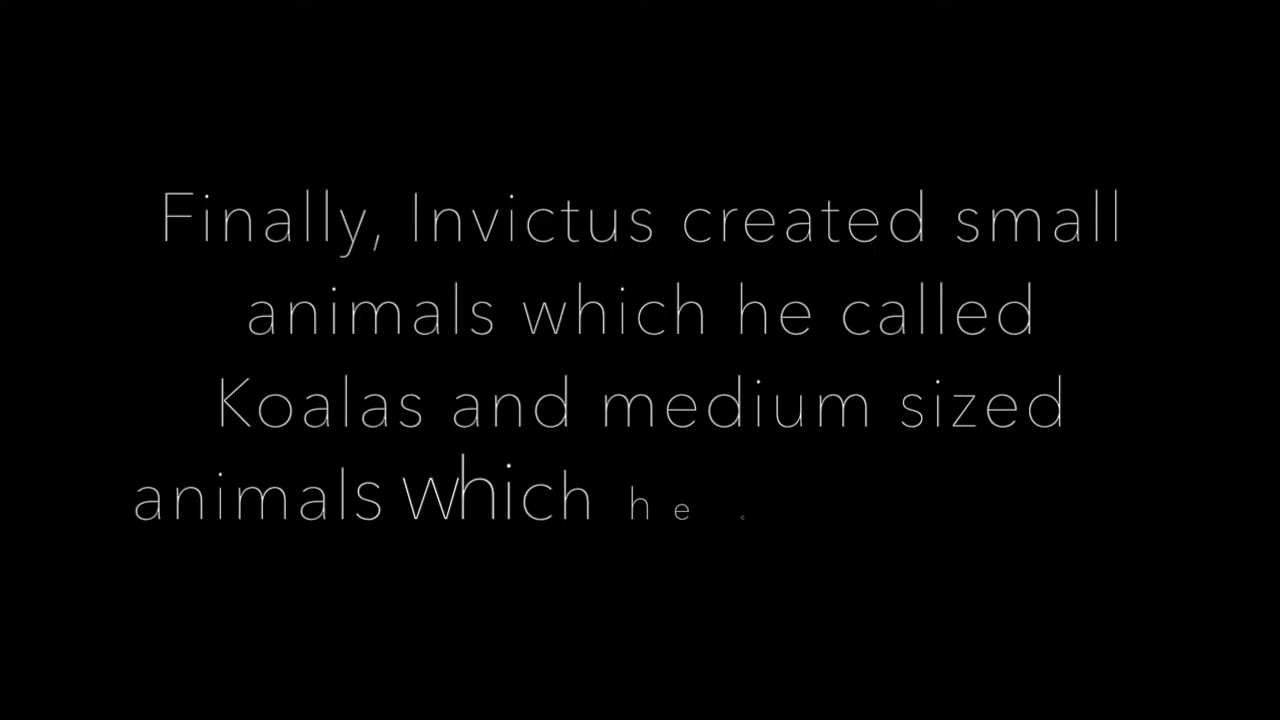 Finally, Invictus created small
animals which he called
Koalas and medium sized
animals which he